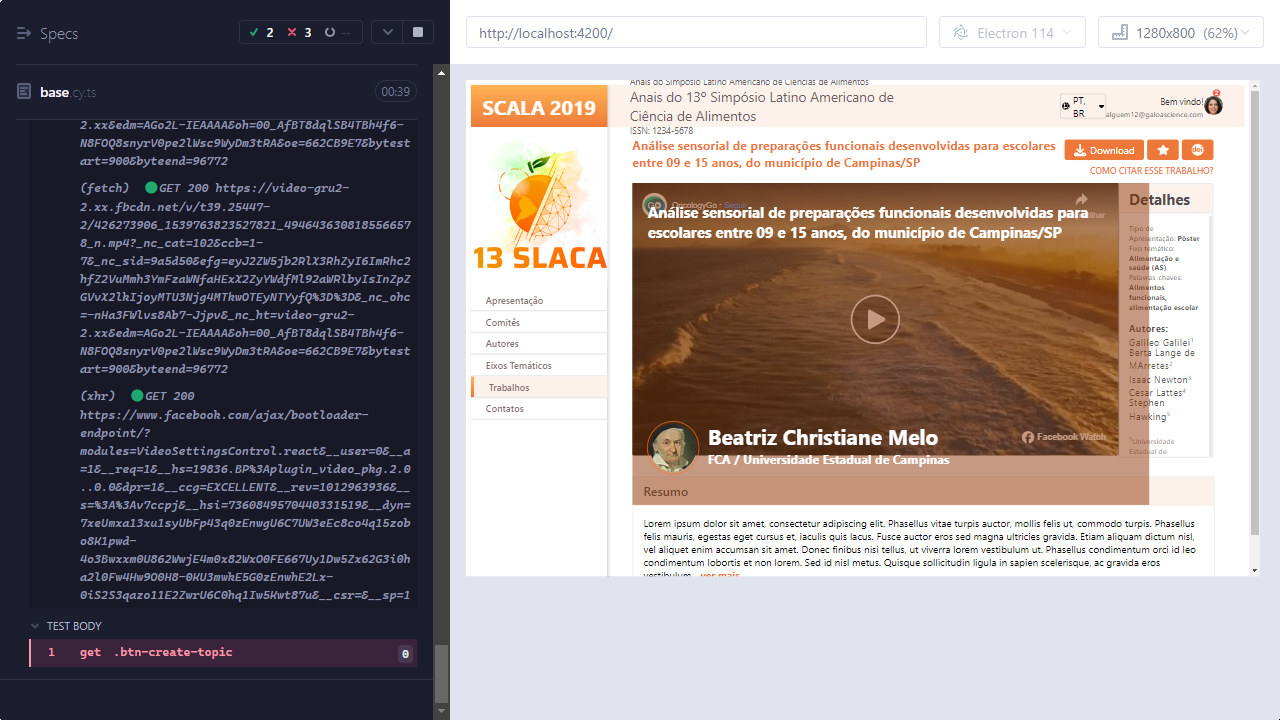 Specs
2
3
--
base.cy.ts
00:39
2.xx&edm=AGo2L-IEAAAA&oh=00_AfBT8dqlSB4TBh4f6-
N8FOQ8snyrV0pe2lWsc9WyDm3tRA&oe=662CB9E7&bytest
art=900&byteend=96772
(fetch) GET 200 https://video-gru2-
2.xx.fbcdn.net/v/t39.25447-
2/426273906_1539763823527821_4946436308185566​57
8_n.mp4?_nc_cat=102&ccb=1-
7&_nc_sid=9a5d50&efg=eyJ2ZW5jb2RlX3RhZyI6ImRhc2
hfZ2VuMmh3YmFzaWNfaHExX2ZyYWdfMl92aWRlbyIsInZpZ
GVvX2lkIjoyMTU3Njg4MTkwOTEyNTYyfQ%3D%3D&_nc_ohc
=-nHa3FWlvs8Ab7-Jjpv&_nc_ht=video-gru2-
2.xx&edm=AGo2L-IEAAAA&oh=00_AfBT8dqlSB4TBh4f6-
N8FOQ8snyrV0pe2lWsc9WyDm3tRA&oe=662CB9E7&bytest
art=900&byteend=96772
(xhr) GET 200
https://www.facebook.com/ajax/bootloader-
endpoint/?
modules=VideoSettingsControl.react&__user=0&__a
=1&__req=1&__hs=19836.BP%3Aplugin_video_pkg.2.0
..0.0&dpr=1&__ccg=EXCELLENT&__rev=1012963936&__
s=%3A%3Av7ccpj&__hsi=7360849570440331519&__dyn=
7xeUmxa13xu1syUbFp43q0zEnwgU6C7UW3eEc8co4q15zob
o8K1pwd-
4o3Bwxxm0U862WwjE4m0x82WxO0FE667Uy1Dw5Zx62G3i0h
a2l0Fw4Hw9O0H8-0KU3mwkE5G0zEnwhE2Lx-
0iS2S3qazo11E2ZwrU6C0hq1Iw5Kwt87u&__csr=&__sp=1
TEST BODY
1 get .btn-create-topic 0
http://localhost:4200/
Electron 114
1280x800 (62%)
SCALA 2019
Anais do Simpósio Latino Americano de Ciências de Alimentos
Anais do 13º Simpósio Latino Americano de
Ciência de Alimentos
ISSN: 1234-5678
PT,
BR
Bem vindo!
alguem12@galoascience.com
2
13 SLACA
Apresentação
Comitês
Autores
Eixos Temáticos
Trabalhos
Contatos
Análise sensorial de preparações funcionais desenvolvidas para escolares
entre 09 e 15 anos, do município de Campinas/SP
Download
doi
COMO CITAR ESSE TRABALHO?
GO
OncologyGo · Seguir
Análise sensorial de preparações funcionais desenvolvidas para
escolares entre 09 e 15 anos, do município de Campinas/SP
Beatriz Christiane Melo
FCA / Universidade Estadual de Campinas
Facebook Watch
Detalhes
Tipo de
Apresentação: Pôster
Eixo temático:
Alimentação e
saúde (AS)
Palavras chaves:
Alimentos
funcionais,
alimentação escolar
Autores:
Galileo Galilei1
Berta Lange de
MArretes2
Isaac Newton3
Cesar Lattes4
Stephen
Hawking5
1Universidade
Estadual de
Resumo
Lorem ipsum dolor sit amet, consectetur adipiscing elit. Phasellus vitae turpis auctor, mollis felis ut, commodo turpis. Phasellus
felis mauris, egestas eget cursus et, iaculis quis lacus. Fusce auctor eros sed magna ultricies gravida. Etiam aliquam dictum nisl,
vel aliquet enim accumsan sit amet. Donec finibus nisi tellus, ut viverra lorem vestibulum ut. Phasellus condimentum orci id leo
condimentum lobortis et non lorem. Sed id nisl metus. Quisque sollicitudin ligula in sapien scelerisque, ac gravida eros
vestibulum... ver mais